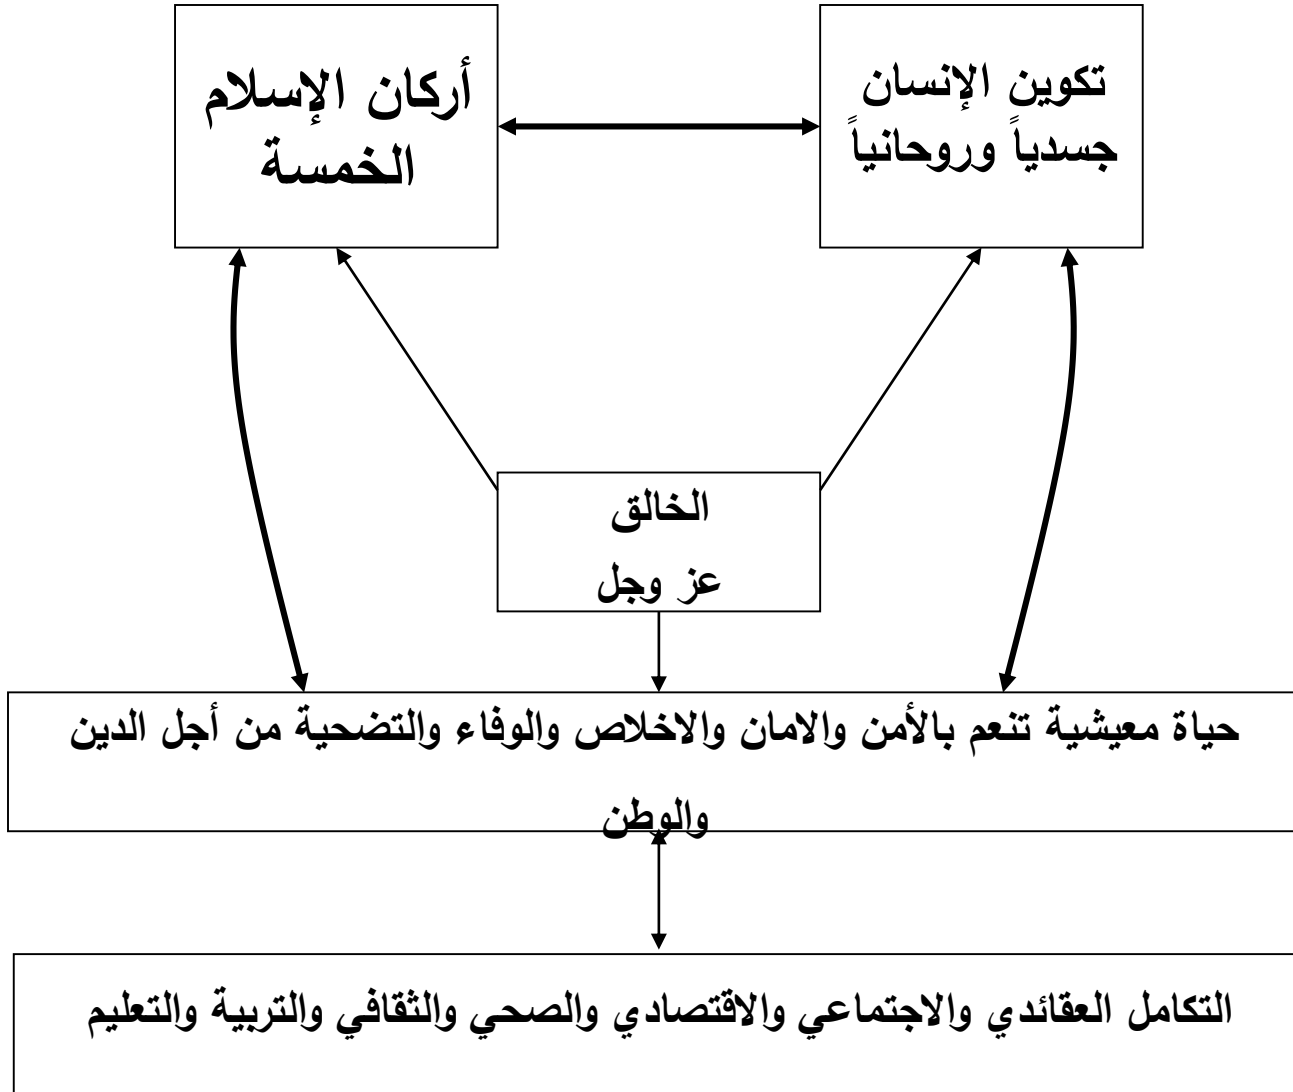 تكوين الإنسان
جسدياً وروحانياً
أركان الإسلام
الخمسة
الخالق
عز وجل
حياة معيشية تنعم بالأمن والامان والاخلاص والوفاء والتضحية من أجل الدين
والوطن
التكامل العقائدي والاجتماعي والاقتصادي والصحي والثقافي والتربية والتعليم